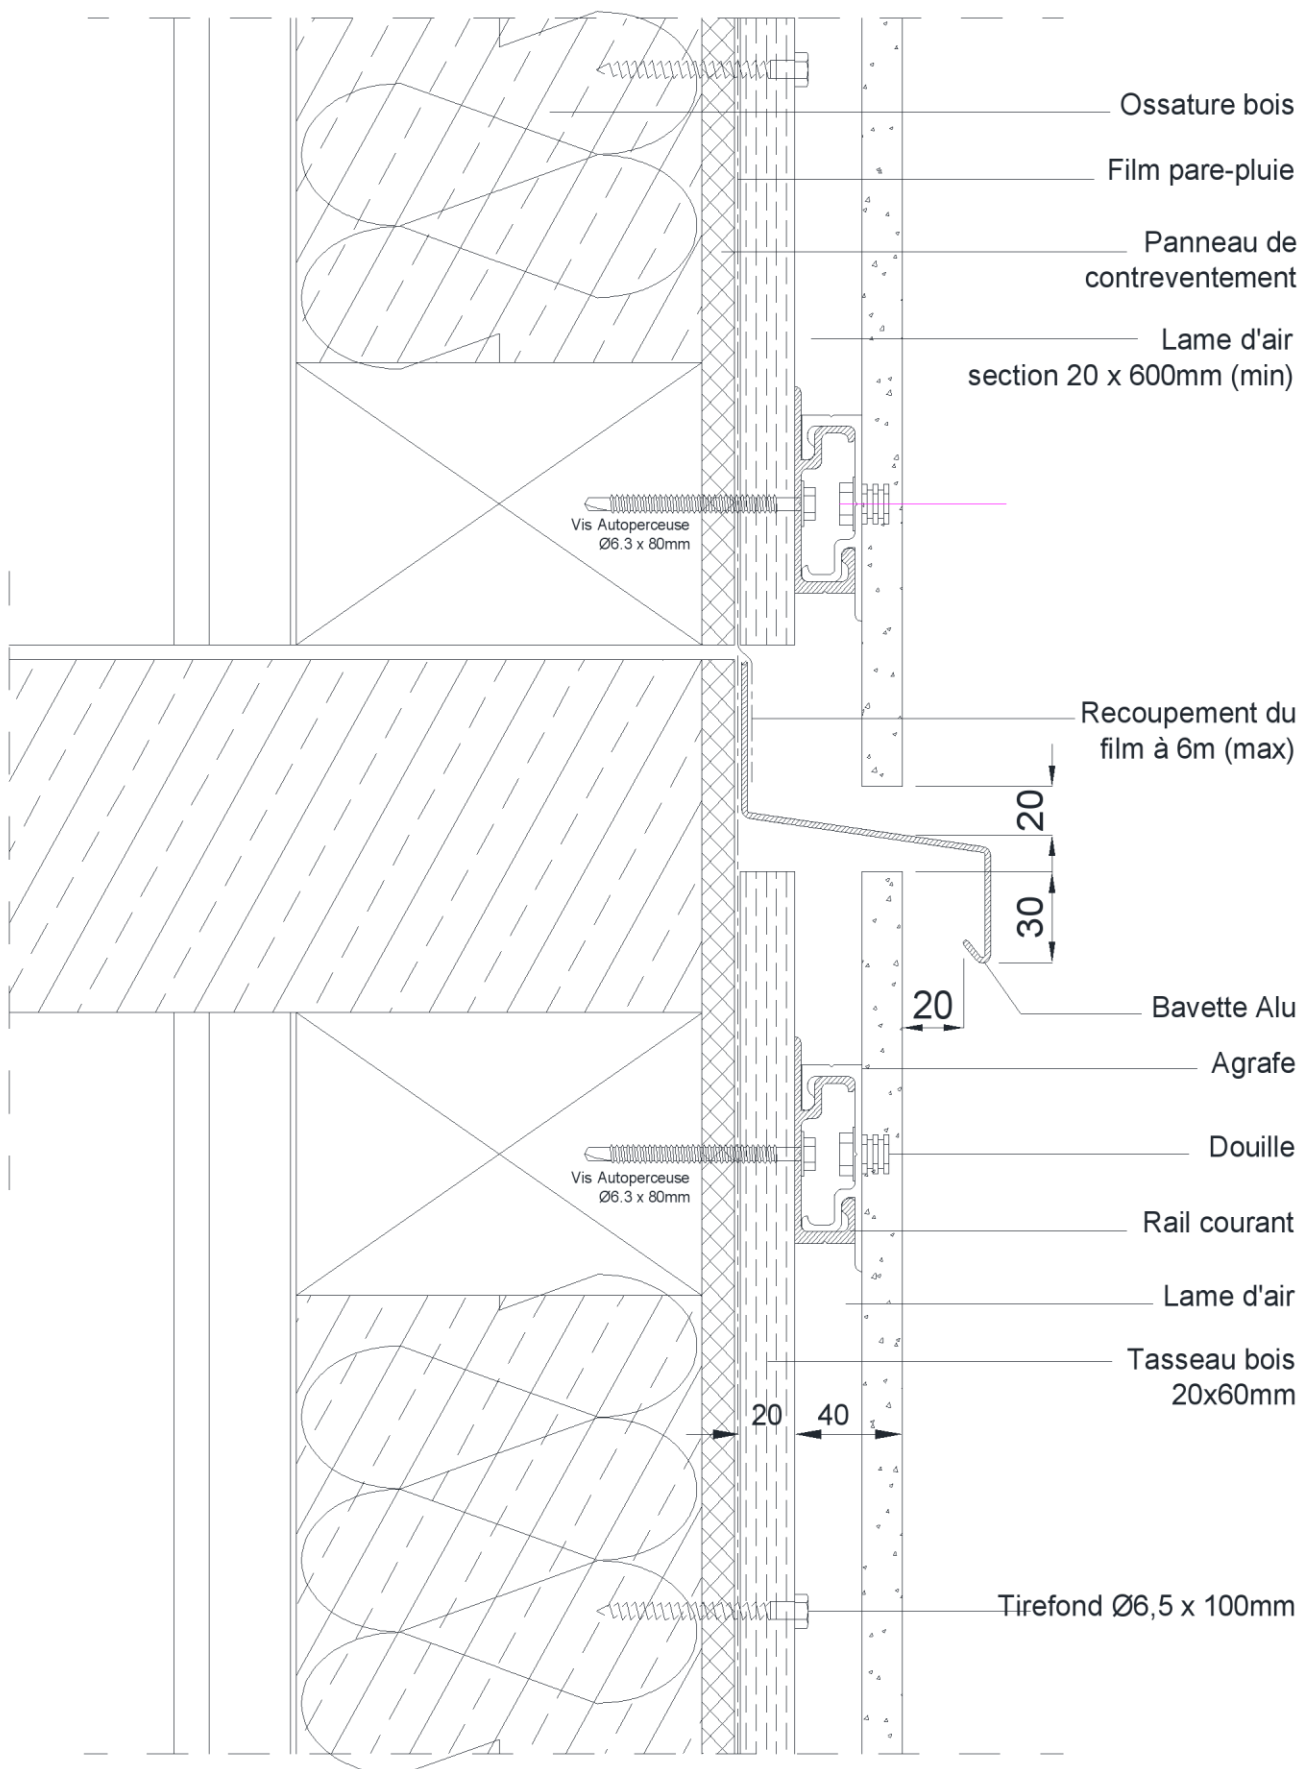 Ossature bois
Film pare-pluie
Panneau de
contreventement
Lame d'air
section 20 x 600mm (min)
Vis Autoperceuse
Ø6.3 x 80mm
Recoupement du
film à 6m (max)
20
30
20
Bavette Alu
Agrafe
Douille
Vis Autoperceuse
Ø6.3 x 80mm
Rail courant
Lame d'air
Tasseau bois
20x60mm
20 40
Tirefond Ø6,5 x 100mm